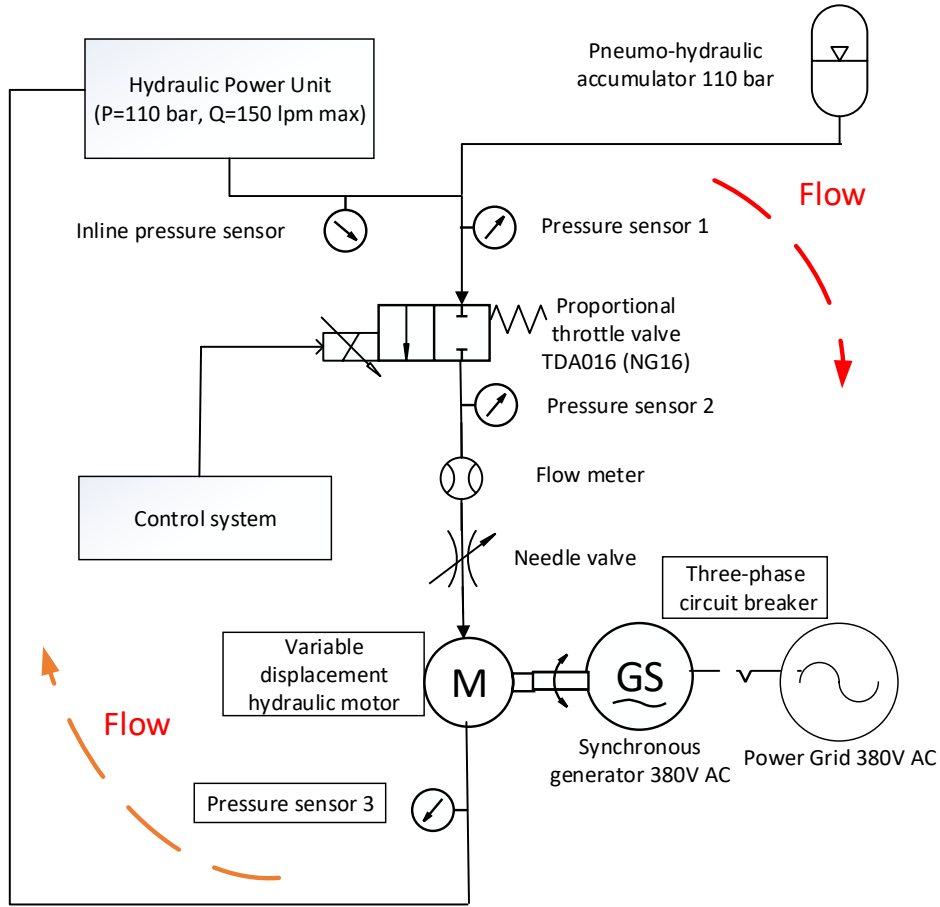 Hydraulic Power Unit
(P=110 bar, Q=150 lpm max)
Pneumo-hydraulic
accumulator 110 bar
Flow
Inline pressure sensor
Pressure sensor 1
Proportional
throttle valve
TDA016 (NG16)
Pressure sensor 2
Flow meter
Control system
Needle valve
Three-phase
circuit breaker
Variable
displacement
hydraulic motor
M
GS
Flow
Synchronous
generator 380V AC
Power Grid 380V AC
Pressure sensor 3